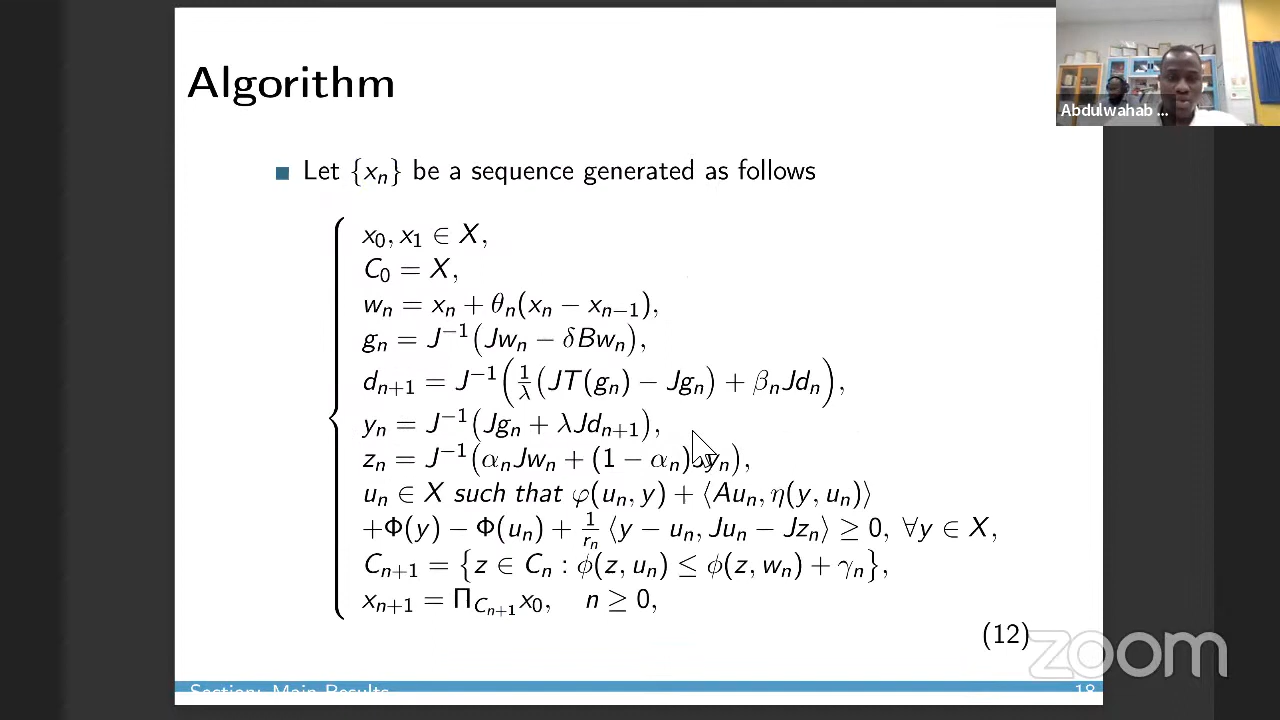 Algorithm
Abdulwahab ...
Let {xₙ} be a sequence generated as follows
x₀, x₁ ∈ X,
C₀ = X,
wₙ = xₙ + θₙ(xₙ − xₙ₋₁),
gₙ = J⁻¹(Jwₙ − δBwₙ),
dₙ₊₁ = J⁻¹(1/λ (JT(gₙ) − Jgₙ) + βₙJdₙ),
yₙ = J⁻¹(Jgₙ + λJdₙ₊₁),
zₙ = J⁻¹(αₙJwₙ + (1 − αₙ) yₙ),
uₙ ∈ X such that φ(uₙ, y) + ⟨Auₙ, η(y, uₙ)⟩
+Φ(y) − Φ(uₙ) + 1/rₙ ⟨y − uₙ, Juₙ − Jzₙ⟩ ≥ 0, ∀y ∈ X,
Cₙ₊₁ = {z ∈ Cₙ : ϕ(z, uₙ) ≤ ϕ(z, wₙ) + γₙ},
xₙ₊₁ = Π_{Cₙ₊₁}x₀, n ≥ 0,
(12)
zoom
Section: Main Results
18